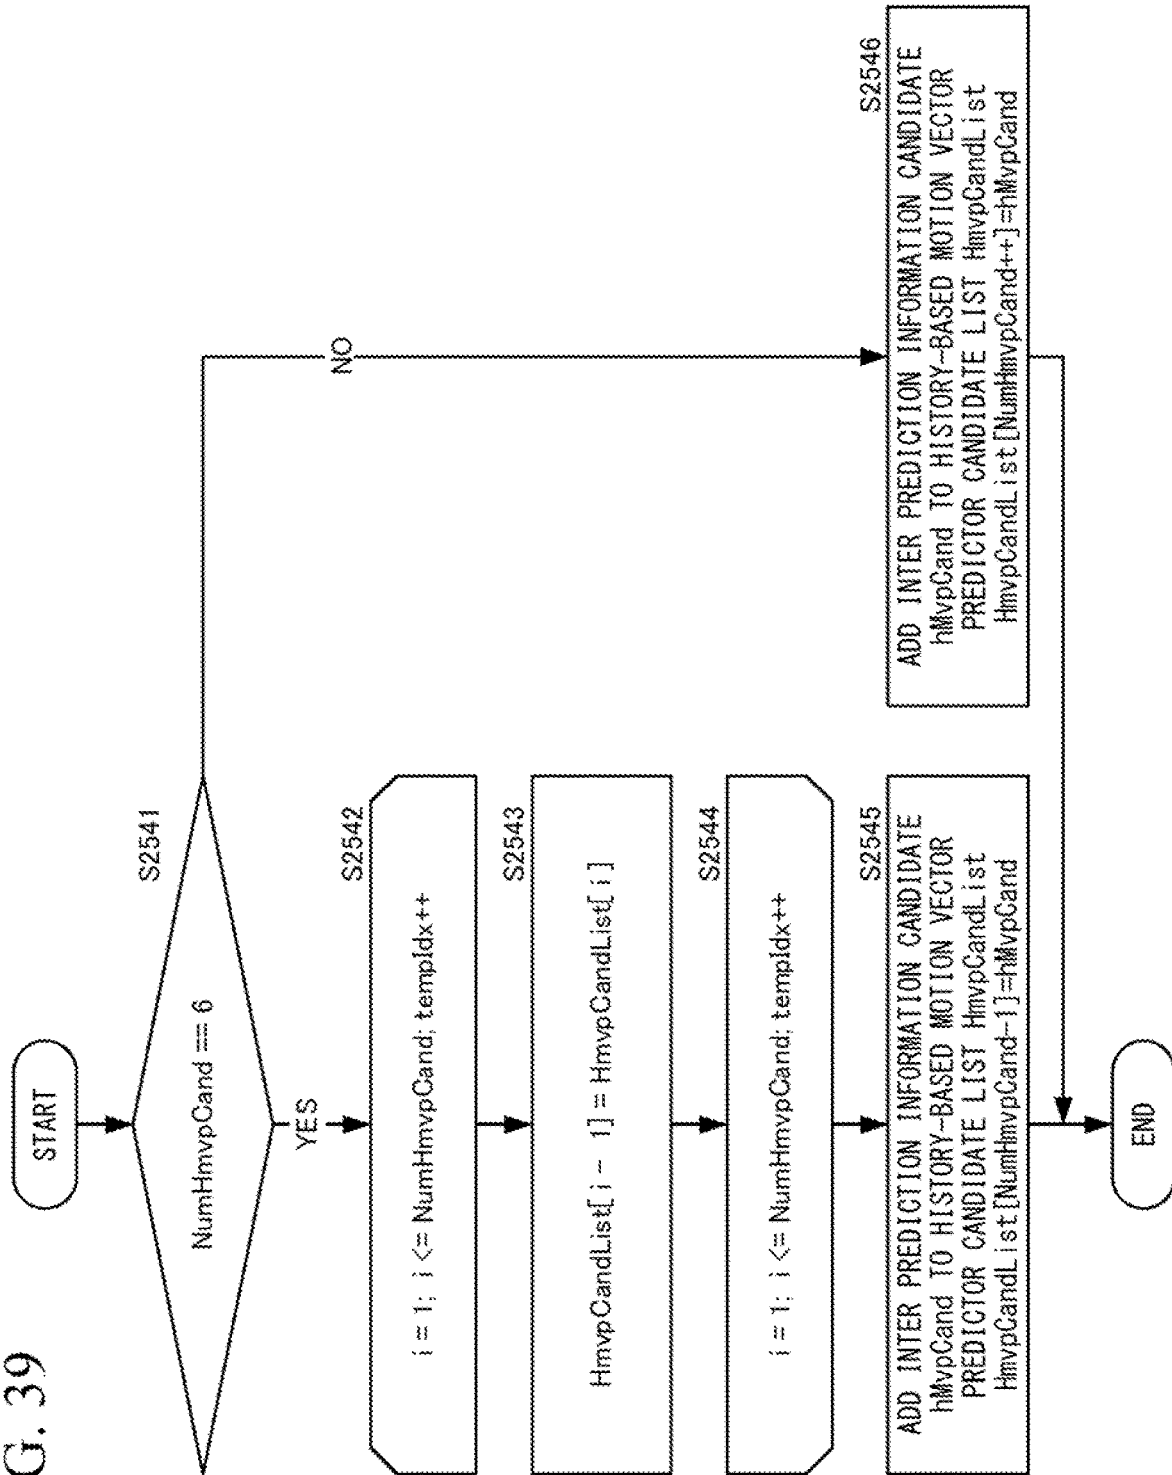 G. 39
START
S2541
NumHmvpCand == 6
YES
NO
S2542
i = 1; i <= NumHmvpCand; tempIdx++
S2543
HmvpCandList[ i - 1] = HmvpCandList[ i ]
S2544
i = 1; i <= NumHmvpCand; tempIdx++
S2545
ADD INTER PREDICTION INFORMATION CANDIDATE
hMvpCand TO HISTORY-BASED MOTION VECTOR
PREDICTOR CANDIDATE LIST HmvpCandList
HmvpCandList[NumHmvpCand-1]=hMvpCand
S2546
ADD INTER PREDICTION INFORMATION CANDIDATE
hMvpCand TO HISTORY-BASED MOTION VECTOR
PREDICTOR CANDIDATE LIST HmvpCandList
HmvpCandList[NumHmvpCand++]=hMvpCand
END